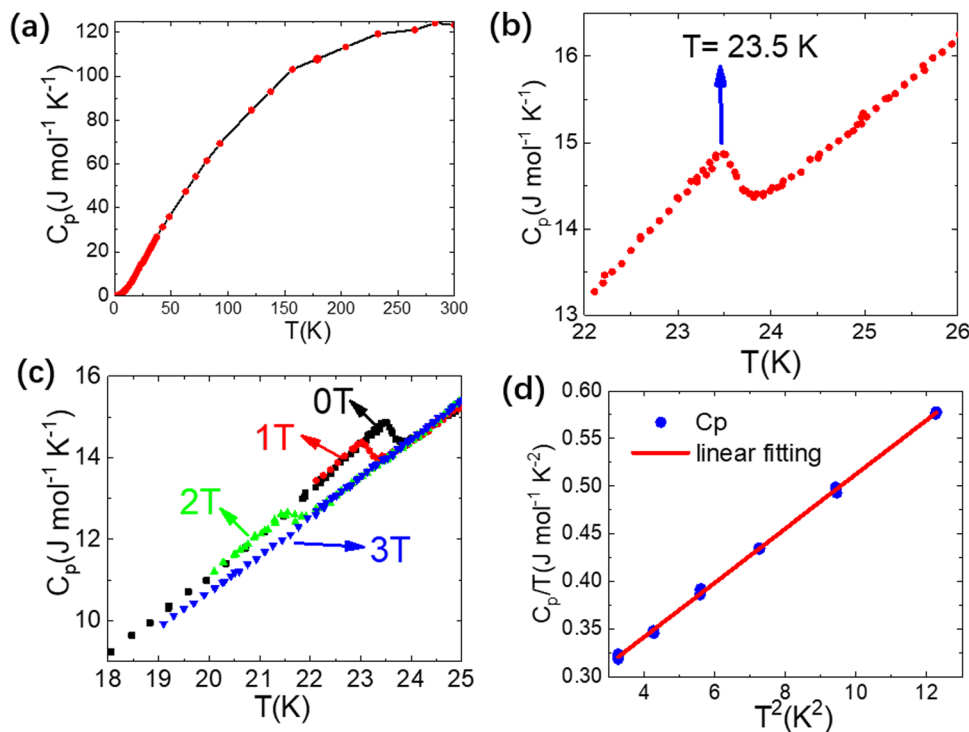 (a)
120
100
80
60
40
20
0
0 50 100 150 200 250 300
C_p(J mol⁻¹ K⁻¹)
T(K)
(b)
T= 23.5 K
16
15
14
13
22 23 24 25 26
C_p(J mol⁻¹ K⁻¹)
T(K)
(c)
16
14
12
10
18 19 20 21 22 23 24 25
0T
1T
2T
3T
C_p(J mol⁻¹ K⁻¹)
T(K)
(d)
0.60
0.55
0.50
0.45
0.40
0.35
0.30
4 6 8 10 12
Cp
linear fitting
C_p/T(J mol⁻¹ K⁻²)
T²(K²)